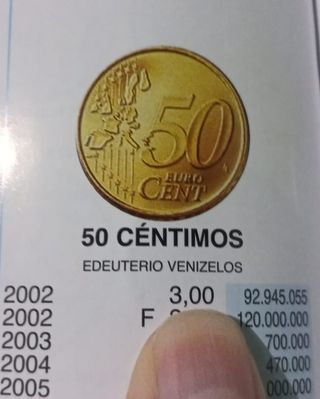 50
EURO
CENT
50 CÉNTIMOS
EDEUTERIO VENIZELOS
2002 3,00 92.945.055
2002 F 120.000.000
2003 700.000
2004 470.000
2005 000.000